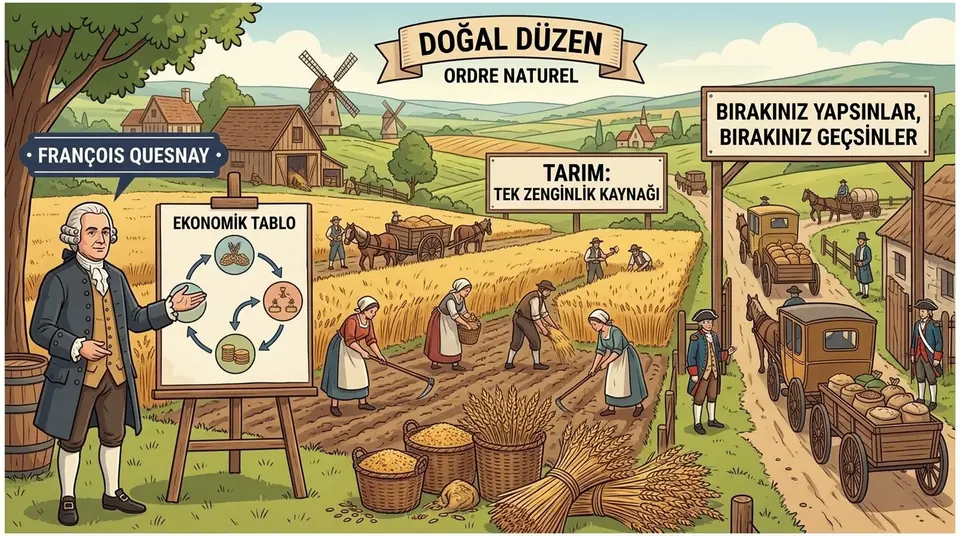 DOĞAL DÜZEN
ORDRE NATUREL
BIRAKINIZ YAPSINLAR,
BIRAKINIZ GEÇSİNLER
FRANÇOIS QUESNAY
TARIM:
TEK ZENGİNLİK KAYNAĞI
EKONOMİK TABLO